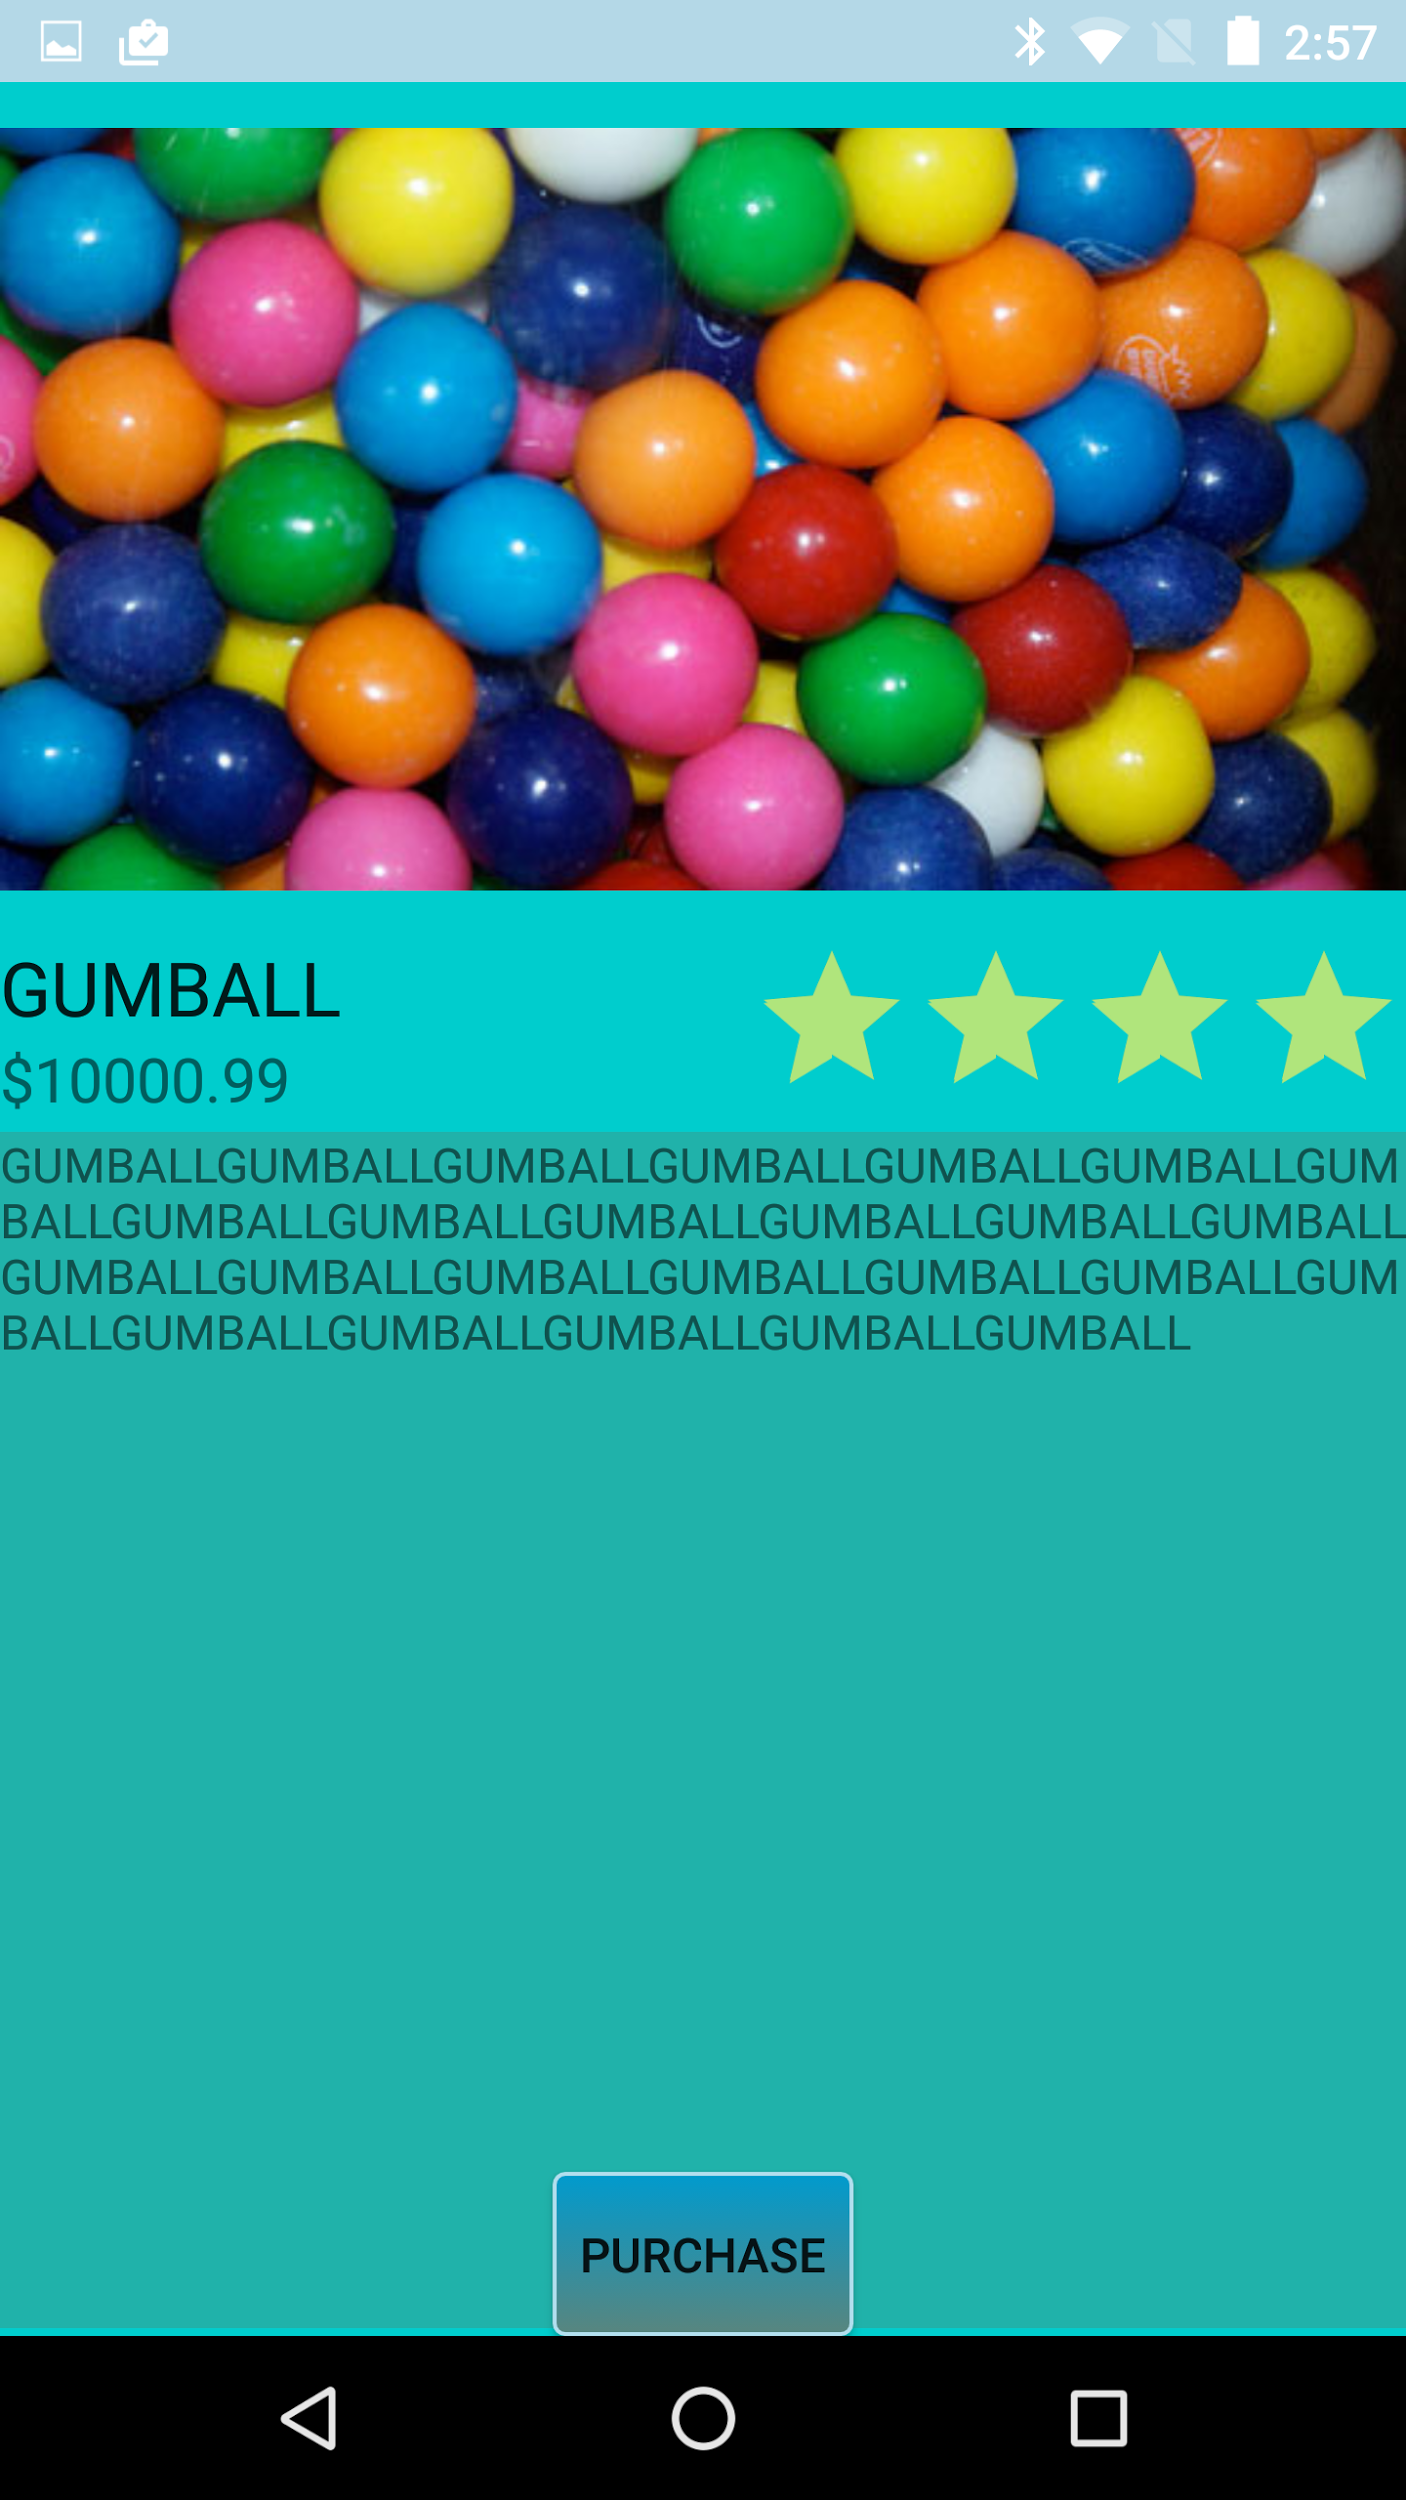 2:57
GUMBALL
$10000.99
GUMBALLGUMBALLGUMBALLGUMBALLGUMBALLGUMBALLGUM
BALLGUMBALLGUMBALLGUMBALLGUMBALLGUMBALLGUMBALL
GUMBALLGUMBALLGUMBALLGUMBALLGUMBALLGUMBALLGUM
BALLGUMBALLGUMBALLGUMBALLGUMBALLGUMBALL
PURCHASE